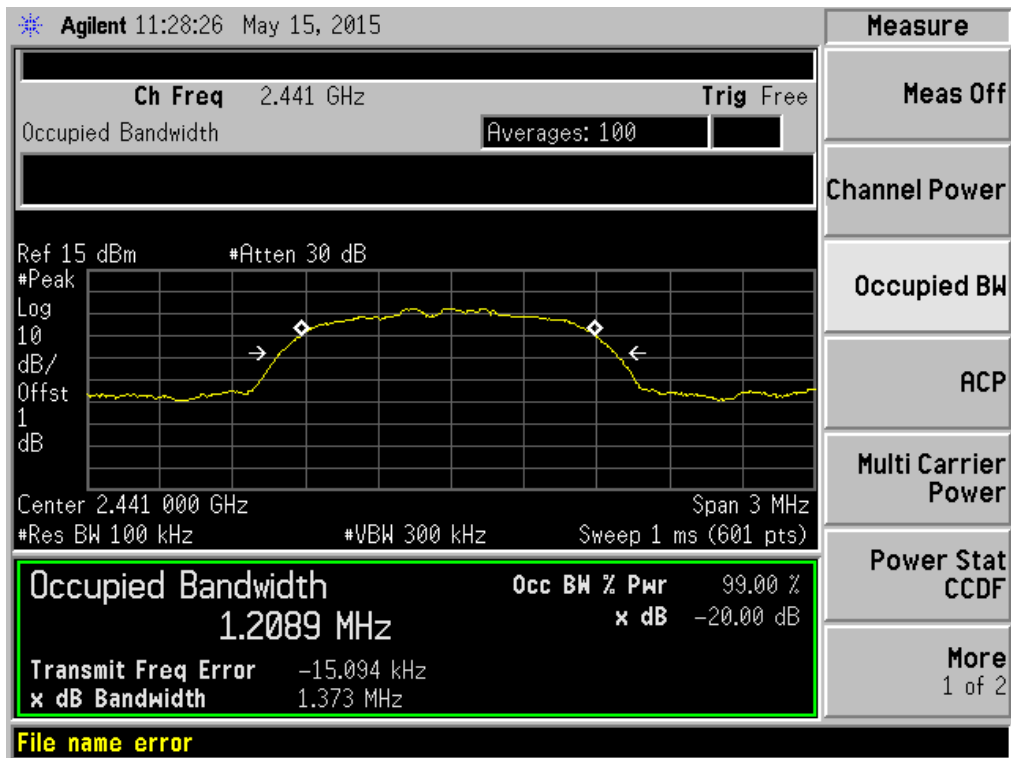 Agilent 11:28:26 May 15, 2015
Measure
Ch Freq 2.441 GHz Trig Free
Occupied Bandwidth Averages: 100
Meas Off
Channel Power
Occupied BW
ACP
Multi Carrier
Power
Power Stat
CCDF
More
1 of 2
Ref 15 dBm #Atten 30 dB
#Peak
Log
10
dB/
Offst
1
dB
Center 2.441 000 GHz Span 3 MHz
#Res BW 100 kHz #VBW 300 kHz Sweep 1 ms (601 pts)
Occupied Bandwidth Occ BW % Pwr 99.00 %
1.2089 MHz x dB -20.00 dB
Transmit Freq Error -15.094 kHz
x dB Bandwidth 1.373 MHz
File name error